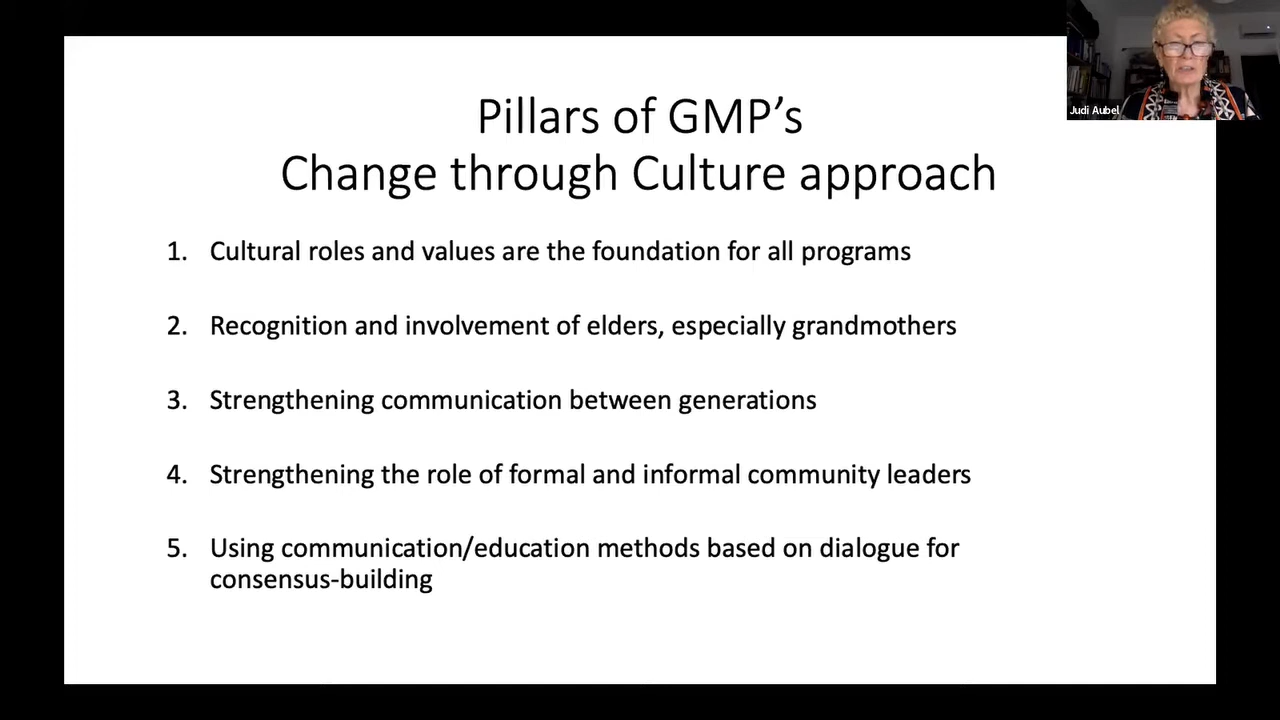 Pillars of GMP’s
Change through Culture approach
Judi Aubel
1. Cultural roles and values are the foundation for all programs
2. Recognition and involvement of elders, especially grandmothers
3. Strengthening communication between generations
4. Strengthening the role of formal and informal community leaders
5. Using communication/education methods based on dialogue for
consensus-building